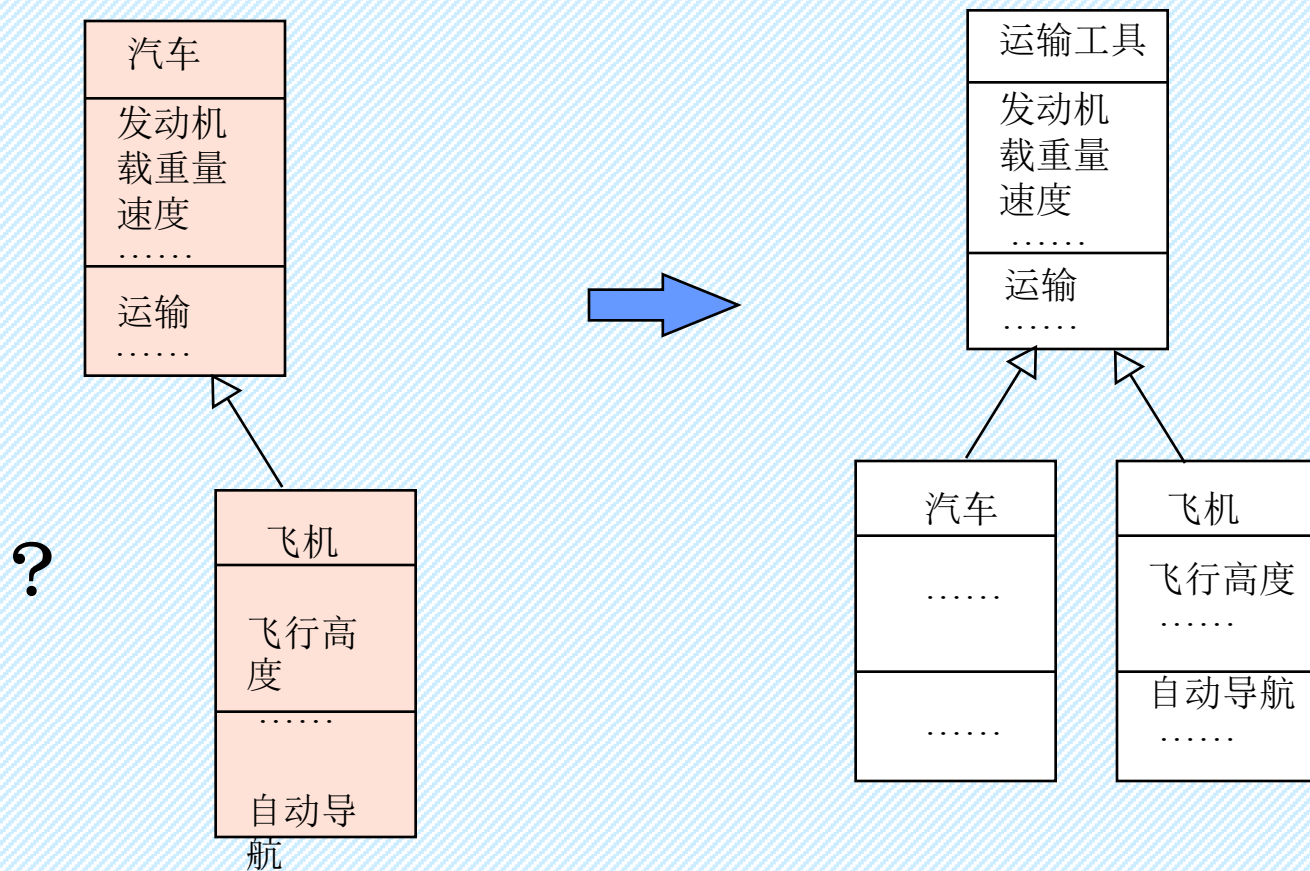 汽车
发动机
载重量
速度
……
运输
……
？
飞机
飞行高
度
……
自动导
航
运输工具
发动机
载重量
速度
……
运输
……
汽车
……
……
飞机
飞行高度
……
自动导航
……